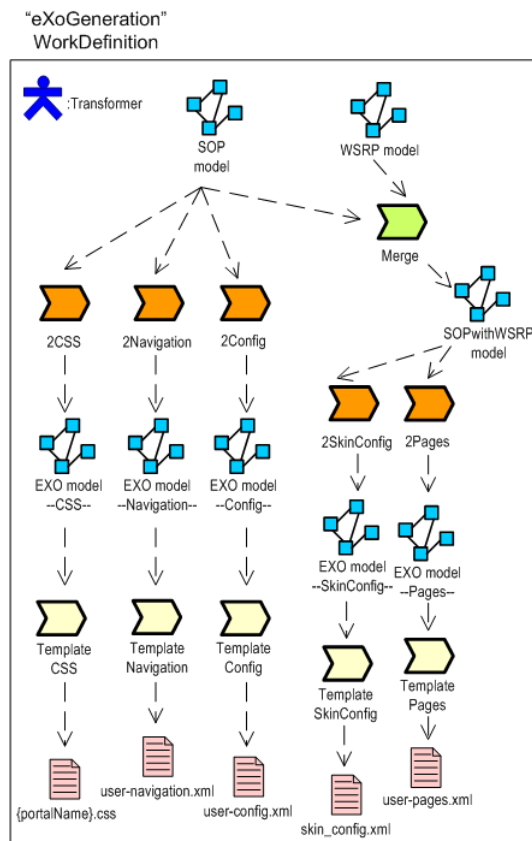 "eXoGeneration"
WorkDefinition
:Transformer
SOP
model
WSRP model
Merge
2CSS
2Navigation
2Config
SOPwithWSRP
model
2SkinConfig
2Pages
EXO model
--CSS--
EXO model
--Navigation--
EXO model
--Config--
EXO model
--SkinConfig--
EXO model
--Pages--
Template
CSS
Template
Navigation
Template
Config
Template
SkinConfig
Template
Pages
{portalName}.css
user-navigation.xml
user-config.xml
skin_config.xml
user-pages.xml